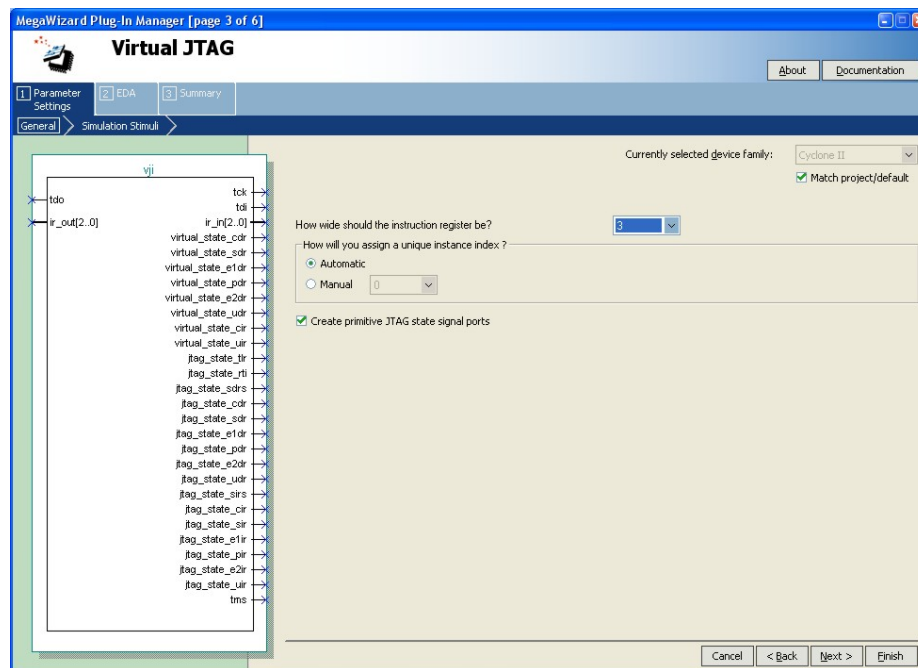 MegaWizard Plug-In Manager [page 3 of 6]
Virtual JTAG
About
Documentation
1 Parameter Settings
2 EDA
3 Summary
General
Simulation Stimuli
vji
tdo
ir_out[2..0]
tck
tdi
ir_in[2..0]
virtual_state_cdr
virtual_state_sdr
virtual_state_e1dr
virtual_state_pdr
virtual_state_e2dr
virtual_state_udr
virtual_state_cir
virtual_state_uir
jtag_state_tlr
jtag_state_rti
jtag_state_sdrs
jtag_state_cdr
jtag_state_sdr
jtag_state_e1dr
jtag_state_pdr
jtag_state_e2dr
jtag_state_udr
jtag_state_sirs
jtag_state_cir
jtag_state_sir
jtag_state_e1ir
jtag_state_pir
jtag_state_e2ir
jtag_state_uir
tms
Currently selected device family:
Cyclone II
Match project/default
How wide should the instruction register be?
3
How will you assign a unique instance index ?
Automatic
Manual
0
Create primitive JTAG state signal ports
Cancel
< Back
Next >
Finish